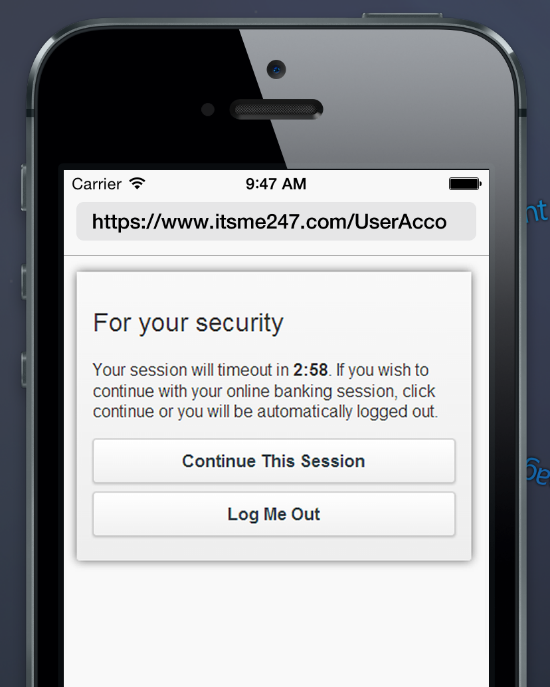 Carrier 9:47 AM
https://www.itsme247.com/UserAcco
For your security
Your session will timeout in 2:58. If you wish to
continue with your online banking session, click
continue or you will be automatically logged out.
Continue This Session
Log Me Out